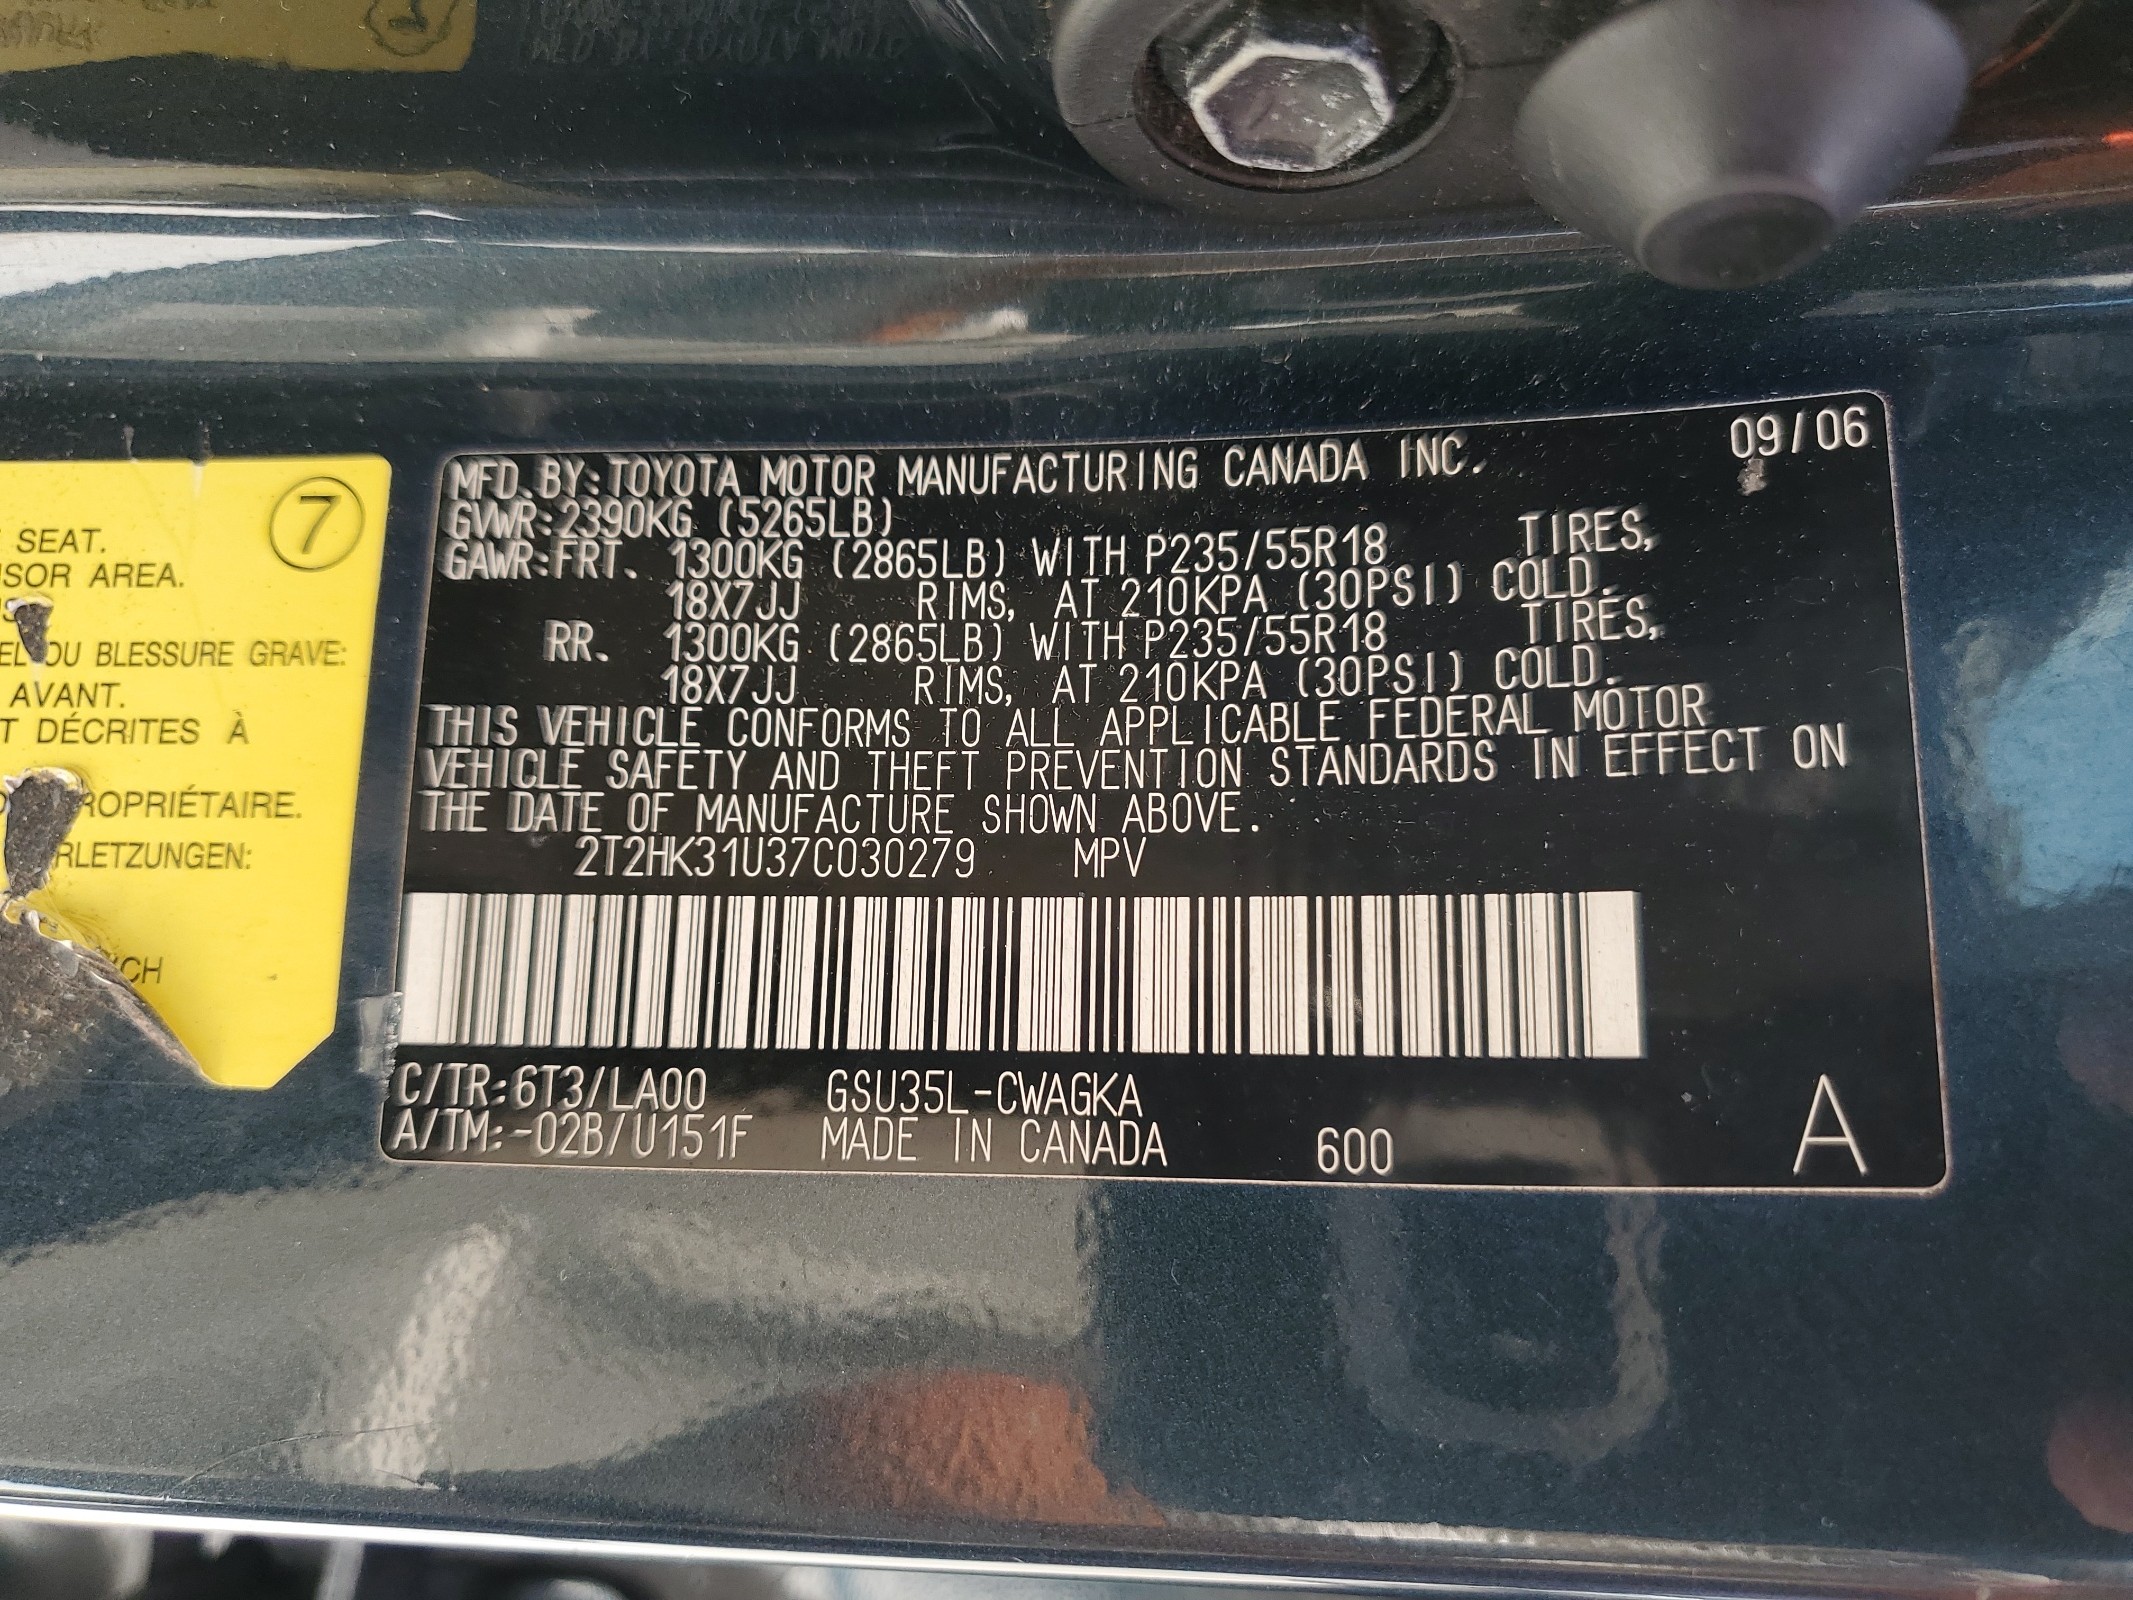 7
SEAT.
SOR AREA.
OU BLESSURE GRAVE:
AVANT.
T DÉCRITES À
ROPRIÉTAIRE.
RLETZUNGEN:
CH
09/06
MFD. BY: TOYOTA MOTOR MANUFACTURING CANADA INC.
GVWR: 2390KG (5265LB)
GAWR: FRT. 1300KG (2865LB) WITH P235/55R18 TIRES,
18X7JJ RIMS, AT 210KPA (30PSI) COLD.
RR. 1300KG (2865LB) WITH P235/55R18 TIRES,
18X7JJ RIMS, AT 210KPA (30PSI) COLD.
THIS VEHICLE CONFORMS TO ALL APPLICABLE FEDERAL MOTOR
VEHICLE SAFETY AND THEFT PREVENTION STANDARDS IN EFFECT ON
THE DATE OF MANUFACTURE SHOWN ABOVE.
2T2HK31U37C030279 MPV
C/TR: 6T3/LA00 GSU35L-CWAGKA
A/TM: -02B/U151F MADE IN CANADA 600 A